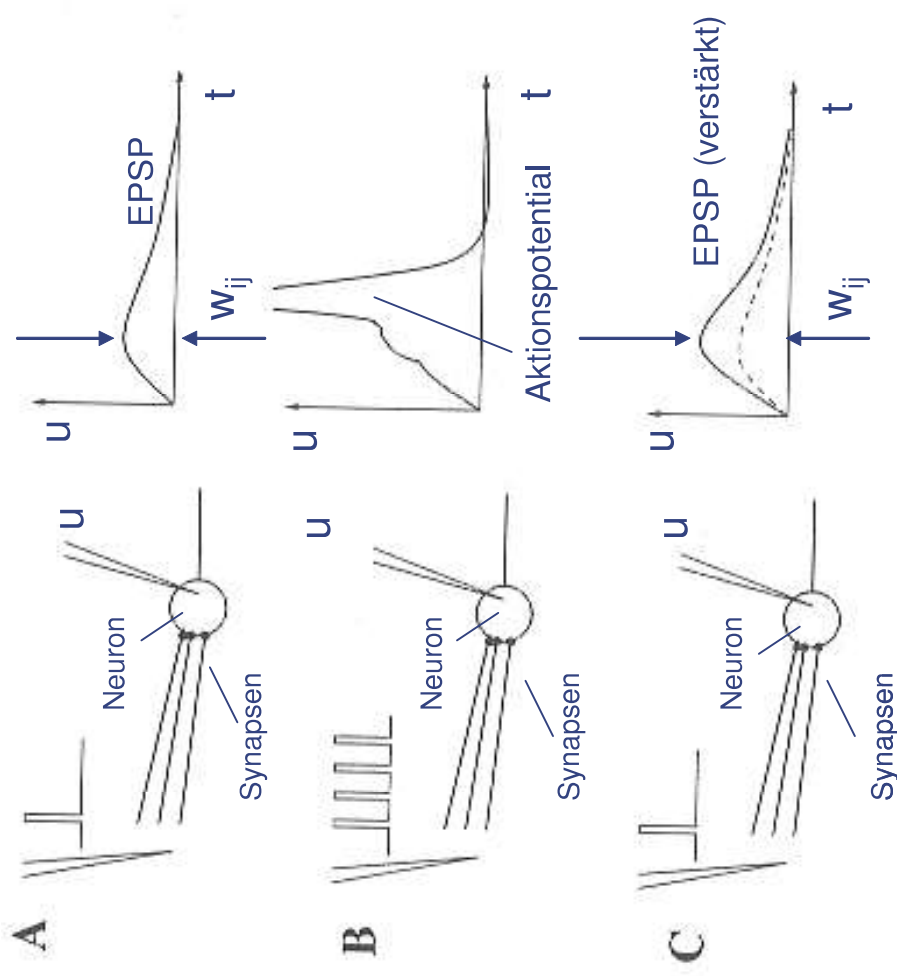 A
Neuron
Synapsen
u
u
EPSP
w_ij
t
B
Neuron
Synapsen
u
u
Aktionspotential
t
C
Neuron
Synapsen
u
u
EPSP (verstärkt)
w_ij
t